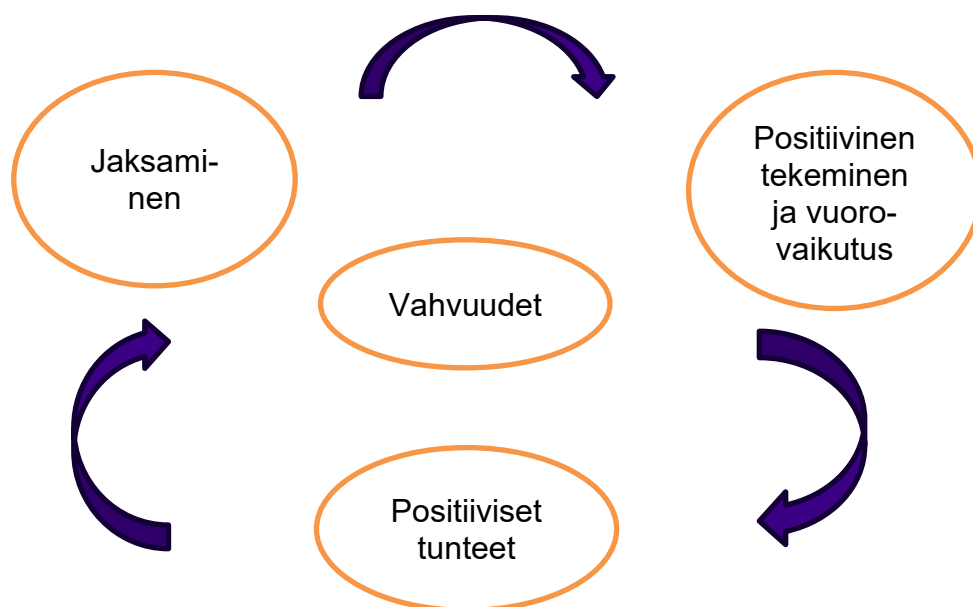 Jaksami-
nen
Positiivinen
tekeminen
ja vuoro-
vaikutus
Vahvuudet
Positiiviset
tunteet